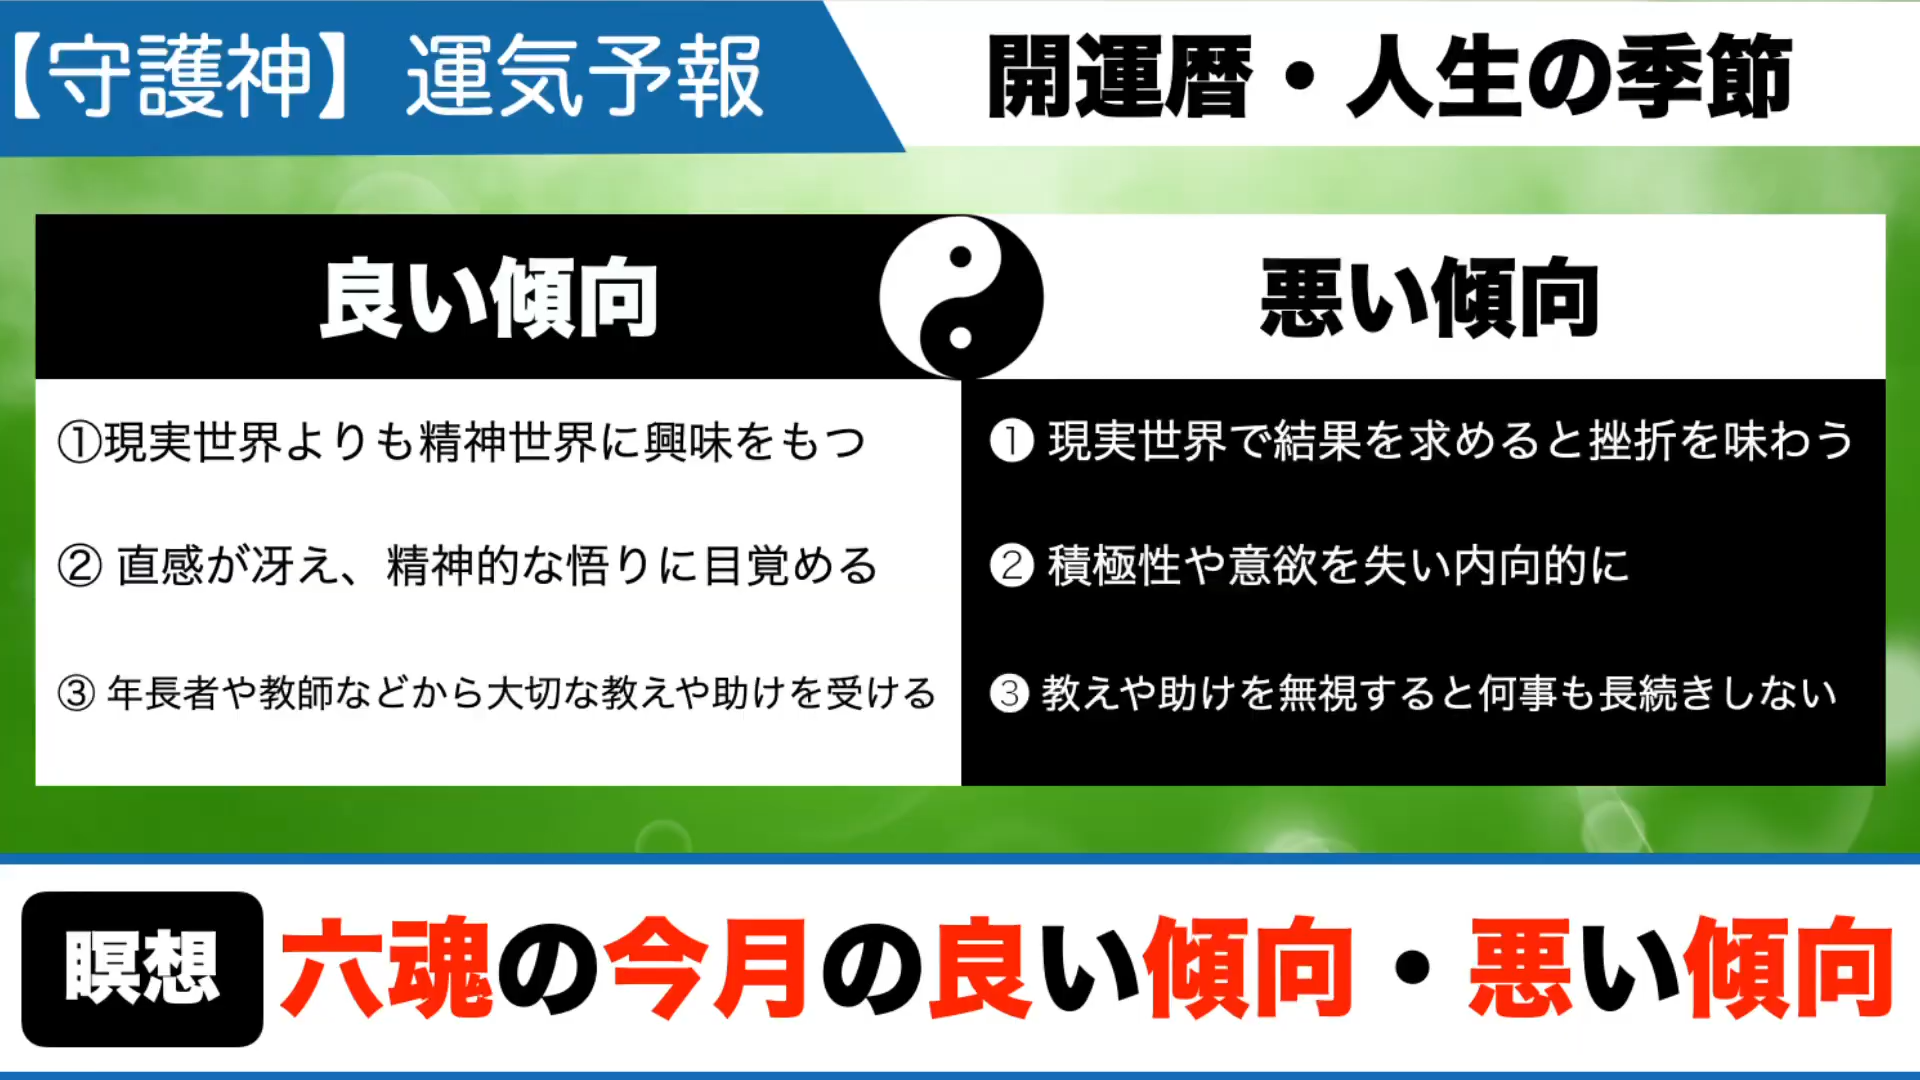 【守護神】運気予報
開運暦・人生の季節
良い傾向
悪い傾向
①現実世界よりも精神世界に興味をもつ
② 直感が冴え、精神的な悟りに目覚める
③ 年長者や教師などから大切な教えや助けを受ける
❶ 現実世界で結果を求めると挫折を味わう
❷ 積極性や意欲を失い内向的に
❸ 教えや助けを無視すると何事も長続きしない
瞑想
六魂の今月の良い傾向・悪い傾向